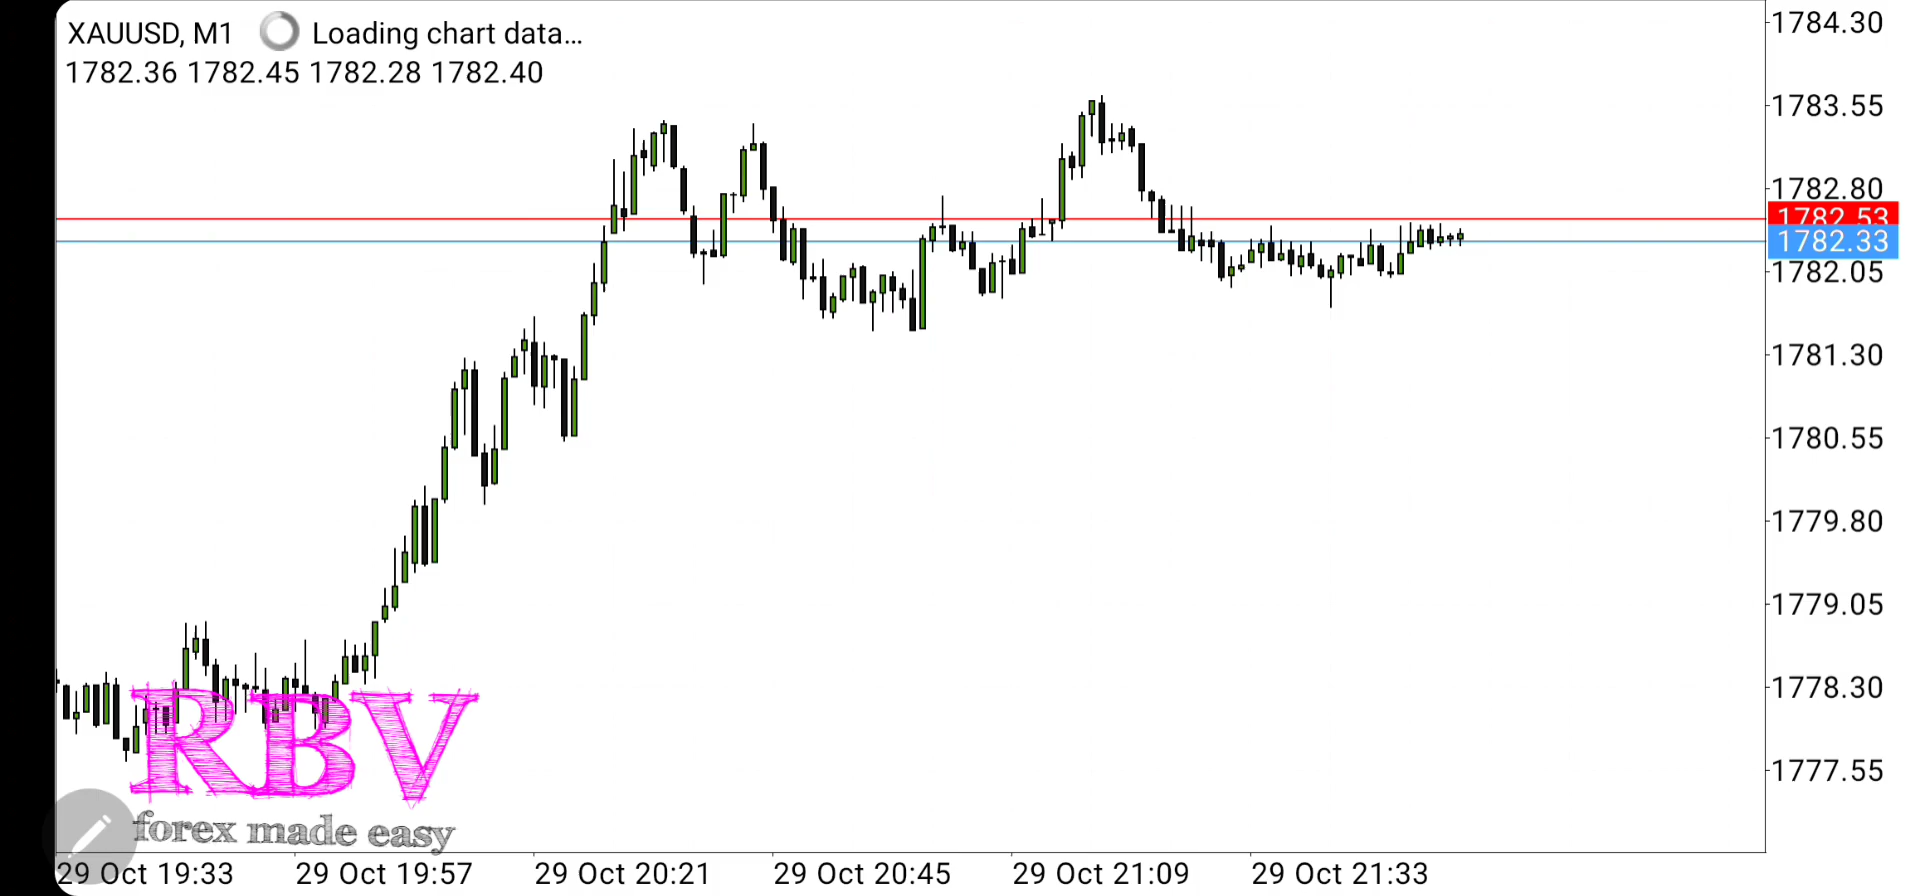 XAUUSD, M1 Loading chart data...
1782.36 1782.45 1782.28 1782.40
1784.30
1783.55
1782.80
1782.53
1782.33
1782.05
1781.30
1780.55
1779.80
1779.05
1778.30
1777.55
RBV
forex made easy
29 Oct 19:33 29 Oct 19:57 29 Oct 20:21 29 Oct 20:45 29 Oct 21:09 29 Oct 21:33